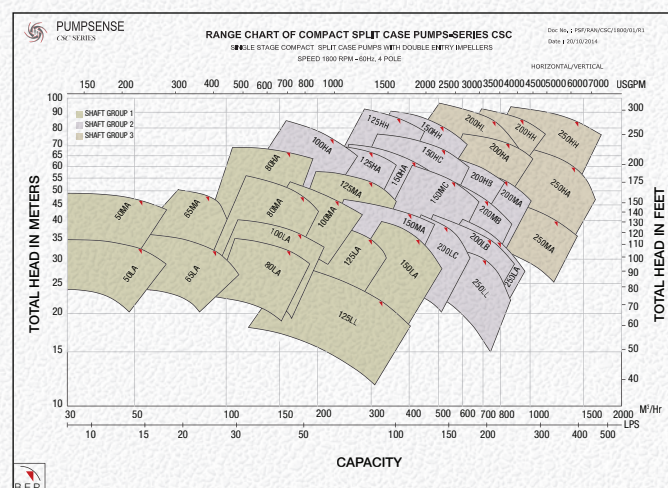 PUMPSENSE
CSC SERIES
RANGE CHART OF COMPACT SPLIT CASE PUMPS-SERIES CSC
SINGLE STAGE COMPACT SPLIT CASE PUMPS WITH DOUBLE ENTRY IMPELLERS
SPEED 1800 RPM - 60Hz, 4 POLE
Doc No. : PSF/RAN/CSC/1800/01/R1
Date : 20/10/2014
HORIZONTAL/VERTICAL
150 200 300 400 500 600 700 800 1000 1500 2000 2500 3000 3500 4000 4500 5000 6000 7000 USGPM
SHAFT GROUP 1
SHAFT GROUP 2
SHAFT GROUP 3
TOTAL HEAD IN METERS
100
90
80
70
65
60
55
50
45
40
35
30
25
20
15
10
TOTAL HEAD IN FEET
300
250
200
175
150
140
130
120
110
100
90
80
70
60
50
40
125HH
150HH
200HL
200HH
250HH
100HA
80HA
125HA
150HA
150HC
200HA
250HA
125MA
150MC
200HB
200MA
50MA
65MA
80MA
100MA
150MA
200MB
250MA
100LA
125LA
150LA
200LC
200LB
250LA
50LA
65LA
80LA
250LL
125LL
30 50 100 150 200 300 400 500 600 700 800 1000 1500 2000 M³/Hr
10 15 20 30 50 100 150 200 300 400 500 LPS
CAPACITY